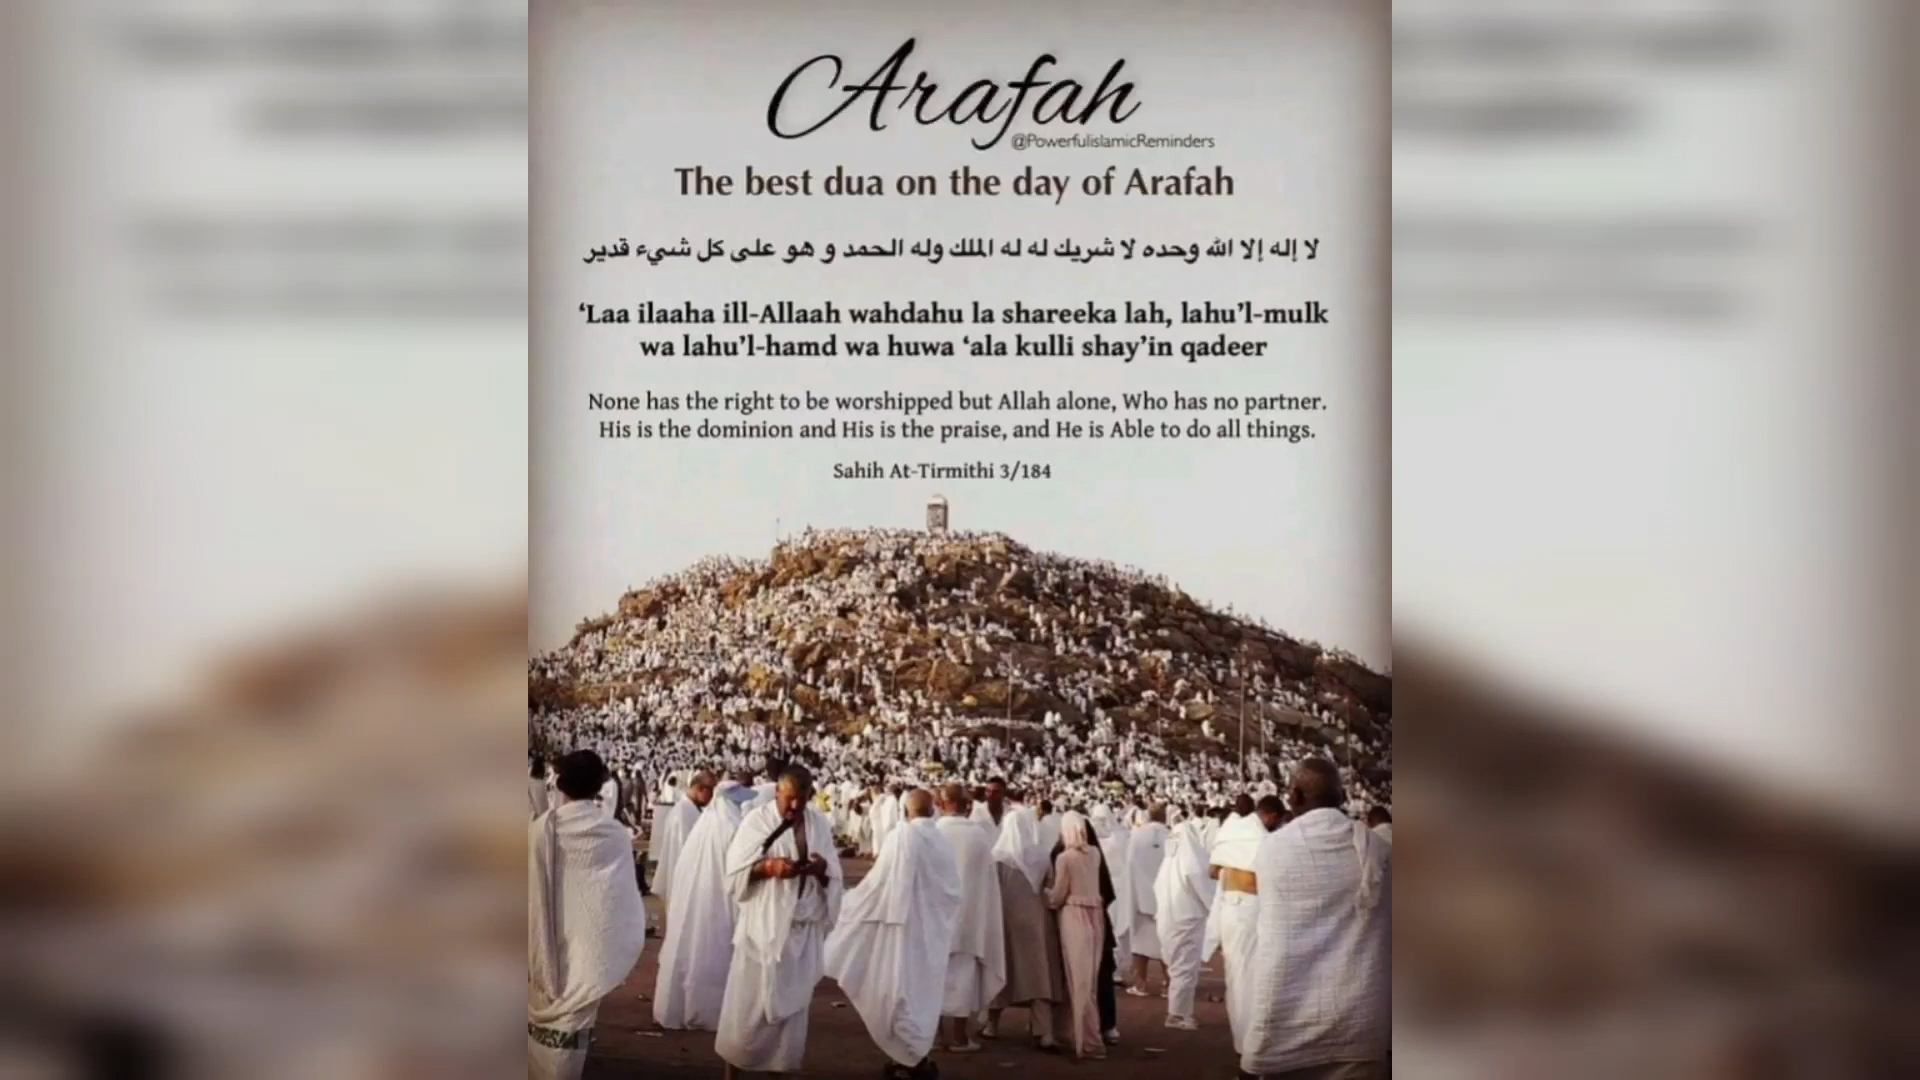 Arafah
@PowerfulislamicReminders
The best dua on the day of Arafah
لا إله إلا الله وحده لا شريك له له الملك وله الحمد و هو على كل شيء قدير
‘Laa ilaaha ill-Allaah wahdahu la shareeka lah, lahu’l-mulk
wa lahu’l-hamd wa huwa ‘ala kulli shay’in qadeer
None has the right to be worshipped but Allah alone, Who has no partner.
His is the dominion and His is the praise, and He is Able to do all things.
Sahih At-Tirmithi 3/184